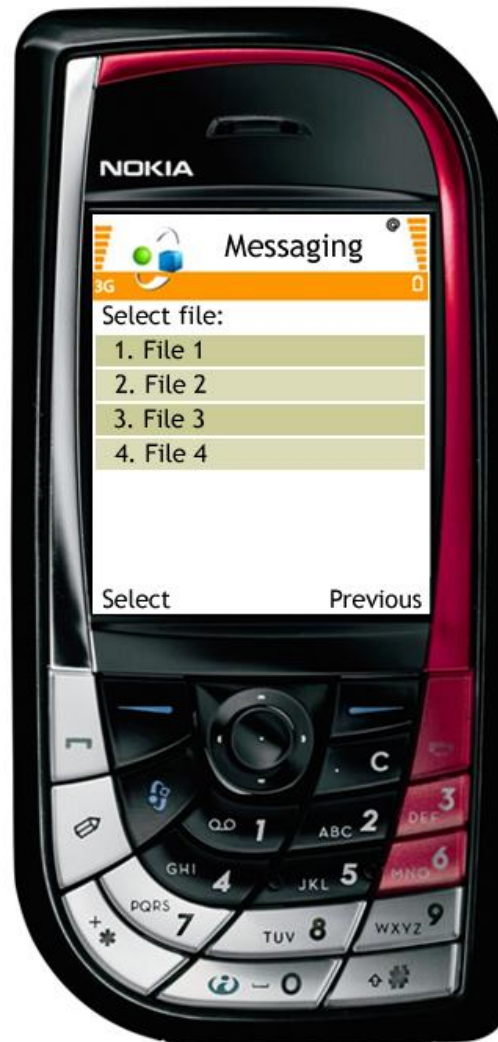 NOKIA
Messaging
3G
Select file:
1. File 1
2. File 2
3. File 3
4. File 4
Select Previous
C
1 ABC 2 DEF 3
GHI 4 JKL 5 MNO 6
PQRS 7 TUV 8 WXYZ 9
+ * 0 #